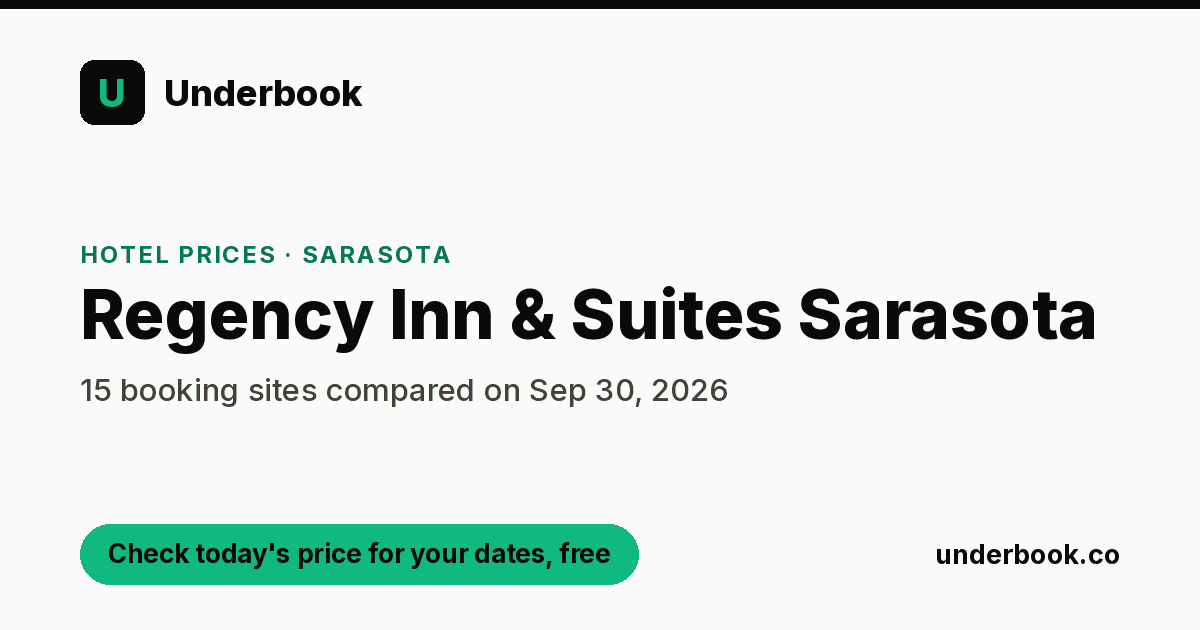 U
Underbook
HOTEL PRICES · SARASOTA
Regency Inn & Suites Sarasota
15 booking sites compared on Sep 30, 2026
Check today's price for your dates, free
underbook.co